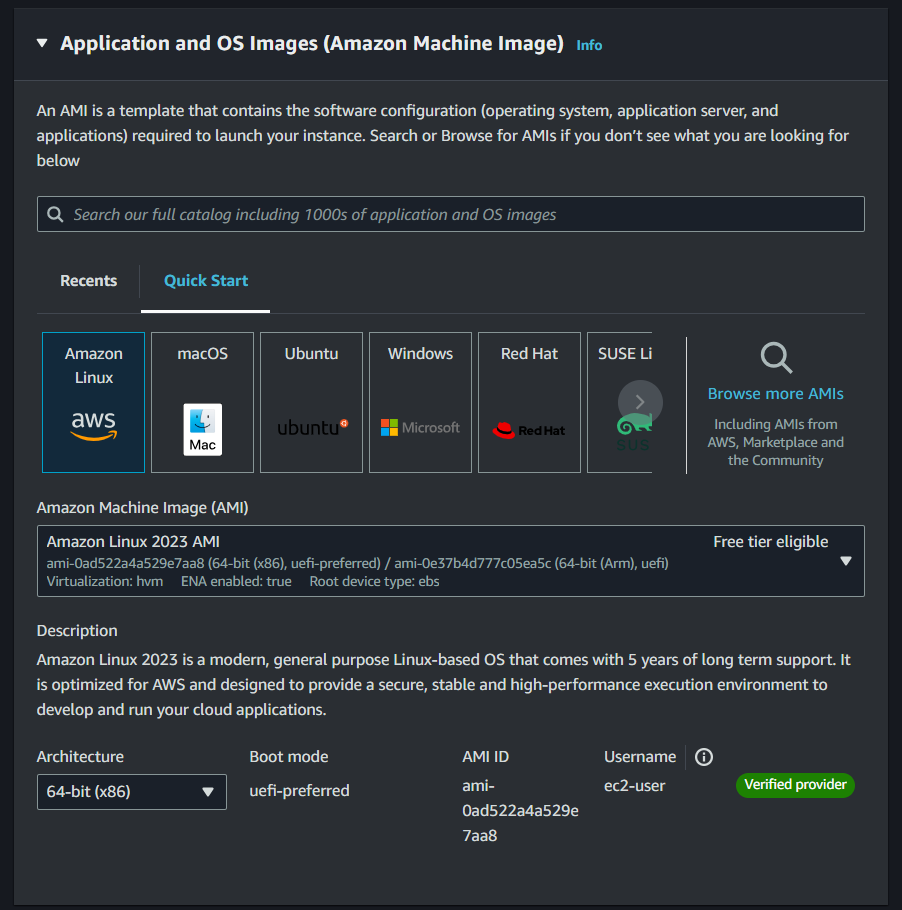 Application and OS Images (Amazon Machine Image) Info
An AMI is a template that contains the software configuration (operating system, application server, and
applications) required to launch your instance. Search or Browse for AMIs if you don’t see what you are looking for
below
Search our full catalog including 1000s of application and OS images
Recents
Quick Start
Amazon
Linux
aws
macOS
Mac
Ubuntu
ubuntu
Windows
Microsoft
Red Hat
Red Hat
SUSE Li
SUS
Browse more AMIs
Including AMIs from
AWS, Marketplace and
the Community
Amazon Machine Image (AMI)
Amazon Linux 2023 AMI
Free tier eligible
ami-0ad522a4a529e7aa8 (64-bit (x86), uefi-preferred) / ami-0e37b4d777c05ea5c (64-bit (Arm), uefi)
Virtualization: hvm ENA enabled: true Root device type: ebs
Description
Amazon Linux 2023 is a modern, general purpose Linux-based OS that comes with 5 years of long term support. It
is optimized for AWS and designed to provide a secure, stable and high-performance execution environment to
develop and run your cloud applications.
Architecture
64-bit (x86)
Boot mode
uefi-preferred
AMI ID
ami-
0ad522a4a529e
7aa8
Username
ec2-user
Verified provider